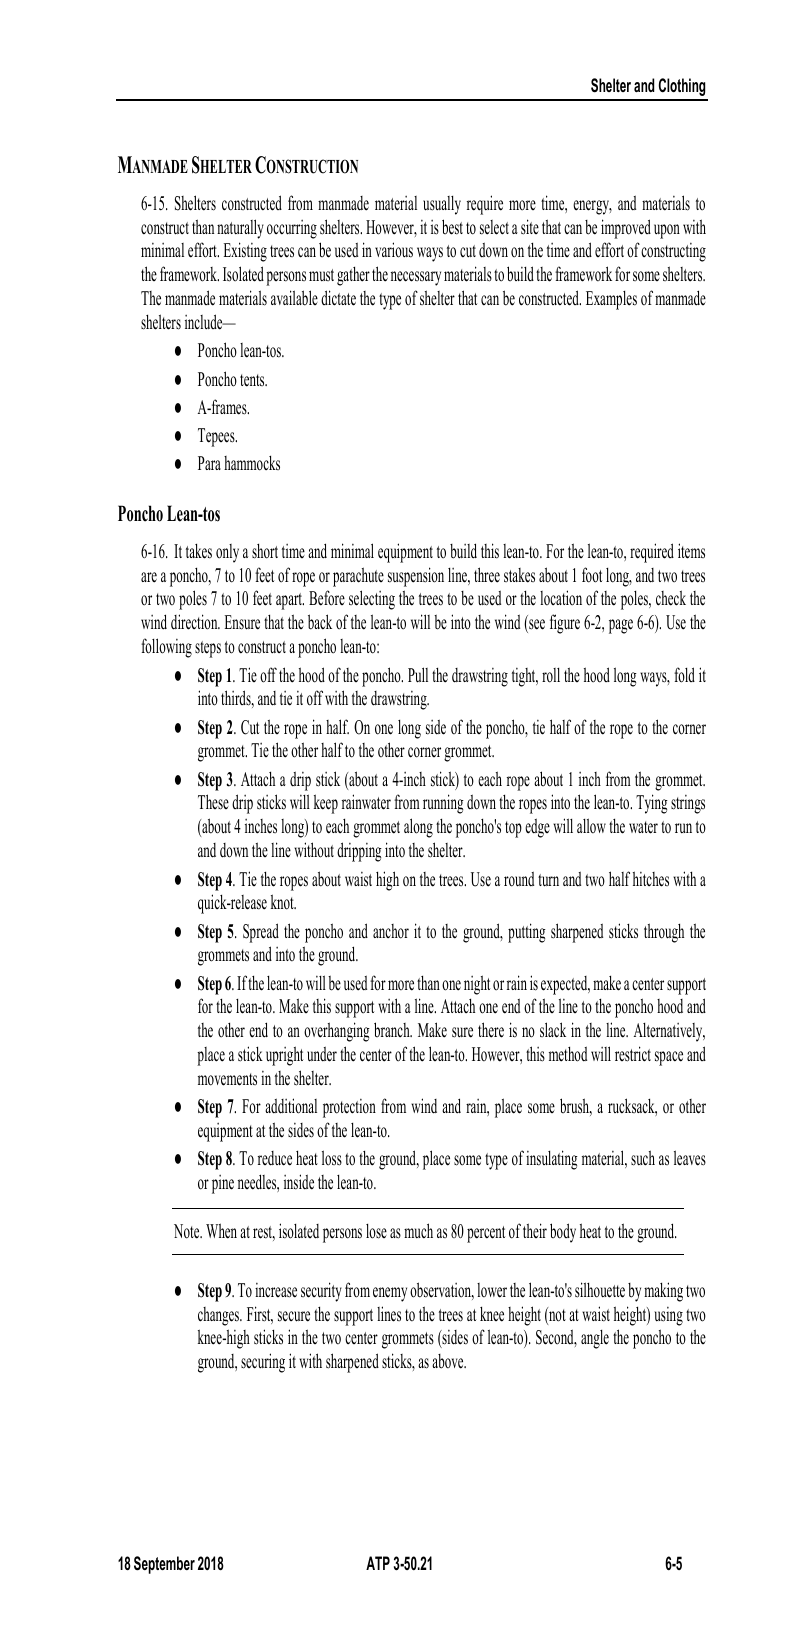 Shelter and Clothing
MANMADE SHELTER CONSTRUCTION
6-15. Shelters constructed from manmade material usually require more time, energy, and materials to
construct than naturally occurring shelters. However, it is best to select a site that can be improved upon with
minimal effort. Existing trees can be used in various ways to cut down on the time and effort of constructing
the framework. Isolated persons must gather the necessary materials to build the framework for some shelters.
The manmade materials available dictate the type of shelter that can be constructed. Examples of manmade
shelters include—
● Poncho lean-tos.
● Poncho tents.
● A-frames.
● Tepees.
● Para hammocks
Poncho Lean-tos
6-16. It takes only a short time and minimal equipment to build this lean-to. For the lean-to, required items
are a poncho, 7 to 10 feet of rope or parachute suspension line, three stakes about 1 foot long, and two trees
or two poles 7 to 10 feet apart. Before selecting the trees to be used or the location of the poles, check the
wind direction. Ensure that the back of the lean-to will be into the wind (see figure 6-2, page 6-6). Use the
following steps to construct a poncho lean-to:
● Step 1. Tie off the hood of the poncho. Pull the drawstring tight, roll the hood long ways, fold it
into thirds, and tie it off with the drawstring.
● Step 2. Cut the rope in half. On one long side of the poncho, tie half of the rope to the corner
grommet. Tie the other half to the other corner grommet.
● Step 3. Attach a drip stick (about a 4-inch stick) to each rope about 1 inch from the grommet.
These drip sticks will keep rainwater from running down the ropes into the lean-to. Tying strings
(about 4 inches long) to each grommet along the poncho's top edge will allow the water to run to
and down the line without dripping into the shelter.
● Step 4. Tie the ropes about waist high on the trees. Use a round turn and two half hitches with a
quick-release knot.
● Step 5. Spread the poncho and anchor it to the ground, putting sharpened sticks through the
grommets and into the ground.
● Step 6. If the lean-to will be used for more than one night or rain is expected, make a center support
for the lean-to. Make this support with a line. Attach one end of the line to the poncho hood and
the other end to an overhanging branch. Make sure there is no slack in the line. Alternatively,
place a stick upright under the center of the lean-to. However, this method will restrict space and
movements in the shelter.
● Step 7. For additional protection from wind and rain, place some brush, a rucksack, or other
equipment at the sides of the lean-to.
● Step 8. To reduce heat loss to the ground, place some type of insulating material, such as leaves
or pine needles, inside the lean-to.
Note. When at rest, isolated persons lose as much as 80 percent of their body heat to the ground.
● Step 9. To increase security from enemy observation, lower the lean-to's silhouette by making two
changes. First, secure the support lines to the trees at knee height (not at waist height) using two
knee-high sticks in the two center grommets (sides of lean-to). Second, angle the poncho to the
ground, securing it with sharpened sticks, as above.
18 September 2018 ATP 3-50.21 6-5